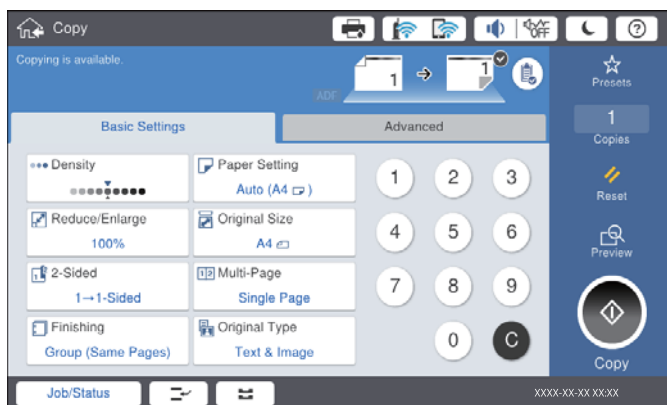 Copy
OFF
?
Copying is available.
ADF
1
1
Presets
1
Copies
Basic Settings
Advanced
Density
Paper Setting
Auto (A4)
1
2
3
Reset
Reduce/Enlarge
100%
Original Size
A4
4
5
6
Preview
2-Sided
1→1-Sided
Multi-Page
Single Page
7
8
9
Finishing
Group (Same Pages)
Original Type
Text & Image
0
C
Copy
Job/Status
XXXX-XX-XX XX:XX